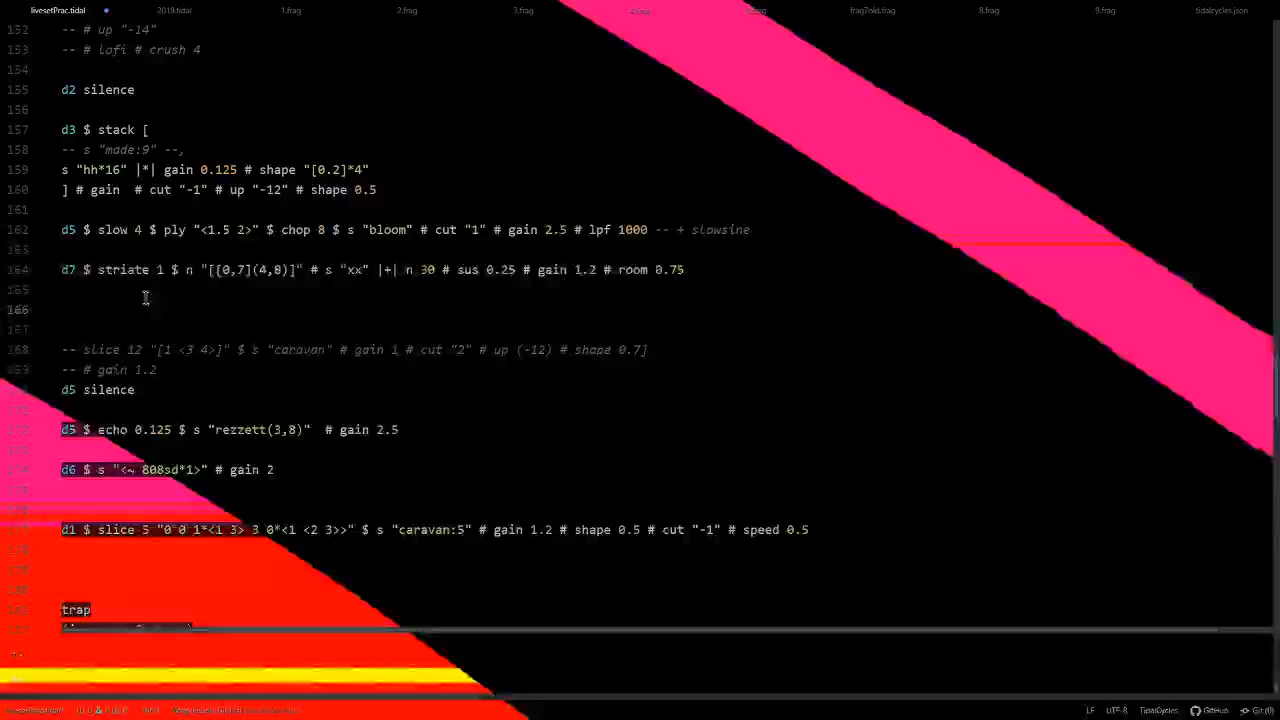 livesetPrac.tidal 2019.tidal 1.frag 2.frag 3.frag frag7old.frag 8.frag 9.frag tidalcycles.json
152 -- # up "-14"
153 -- # lofi # crush 4
154
155 d2 silence
156
157 d3 $ stack [
158 -- s "made:9" --,
159 s "hh*16" |*| gain 0.125 # shape "[0.2]*4"
160 ] # gain  # cut "-1" # up "-12" # shape 0.5
161
162 d5 $ slow 4 $ ply "<1.5 2>" $ chop 8 $ s "bloom" # cut "1" # gain 2.5 # lpf 1000 -- + slowsine
163
164 d7 $ striate 1 $ n "[[0,7](4,8)]" # s "xx" |+| n 30 # sus 0.25 # gain 1.2 # room 0.75
165
166
167
168 -- slice 12 "[1 <3 4>]" $ s "caravan" # gain 1 # cut "2" # up (-12) # shape 0.7]
169 -- # gain 1.2
d5 silence
d5 $ echo 0.125 $ s "rezzett(3,8)"  # gain 2.5
d6 $ s "<~ 808sd*1>" # gain 2
d1 $ slice 5 "0 0 1*<1 3> 3 0*<1 <2 3>>" $ s "caravan:5" # gain 1.2 # shape 0.5 # cut "-1" # speed 0.5
trap
LF UTF-8 TidalCycles GitHub Git (0)